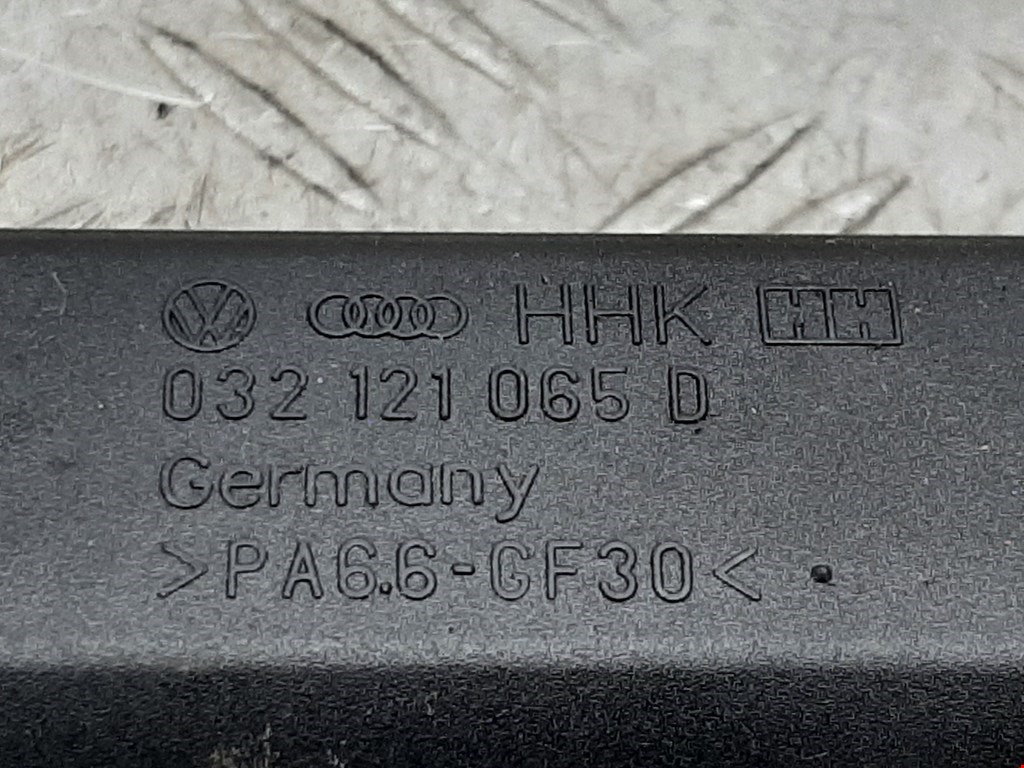 HHK
032 121 065 D
Germany
>PA6.6-GF30<